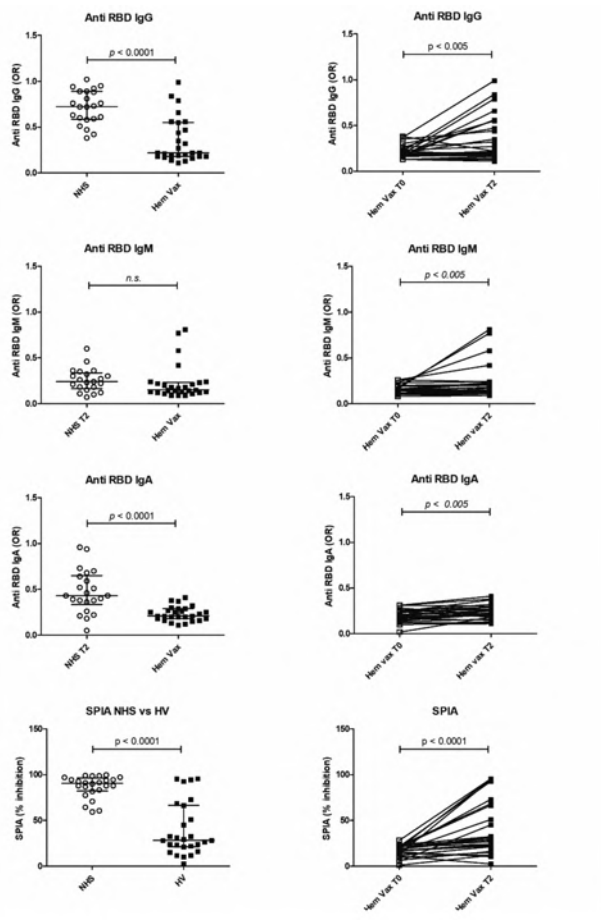 Anti RBD IgG
p < 0.0001
Anti RBD IgG (OR)
1.5
1.0
0.5
0.0
NHS
Hem Vax
Anti RBD IgG
p < 0.005
Anti RBD IgG (OR)
1.5
1.0
0.5
0.0
Hem Vax T0
Hem Vax T2
Anti RBD IgM
n.s.
Anti RBD IgM (OR)
1.5
1.0
0.5
0.0
NHS T2
Hem Vax
Anti RBD IgM
p < 0.005
Anti RBD IgM (OR)
1.5
1.0
0.5
0.0
Hem Vax T0
Hem Vax T2
Anti RBD IgA
p < 0.0001
Anti RBD IgA (OR)
1.5
1.0
0.5
0.0
NHS T2
Hem Vax
Anti RBD IgA
p < 0.005
Anti RBD IgA (OR)
1.5
1.0
0.5
0.0
Hem vax T0
Hem vax T2
SPIA NHS vs HV
p < 0.0001
SPIA (% inhibition)
150
100
50
0
NHS
HV
SPIA
p < 0.0001
SPIA (% inhibition)
150
100
50
0
Hem Vax T0
Hem Vax T2